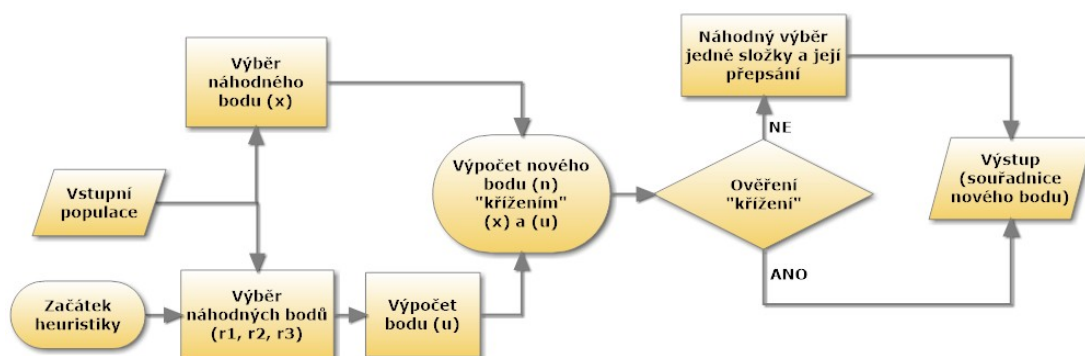 Výběr
náhodného
bodu (x)
Vstupní
populace
Začátek
heuristiky
Výběr
náhodných bodů
(r1, r2, r3)
Výpočet
bodu (u)
Výpočet nového
bodu (n)
"křížením"
(x) a (u)
Ověření
"křížení"
NE
Náhodný výběr
jedné složky a její
přepsání
ANO
Výstup
(souřadnice
nového bodu)